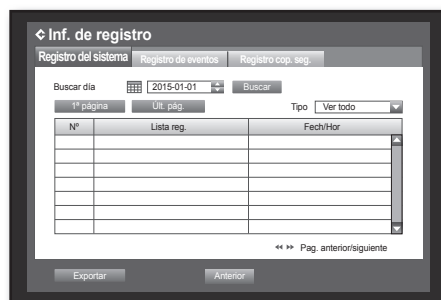 Inf. de registro
Registro del sistema Registro de eventos Registro cop. seg.
Buscar día 2015-01-01 Buscar
1ª página Últ. pág. Tipo Ver todo
Nº Lista reg. Fech/Hor
Pag. anterior/siguiente
Exportar Anterior